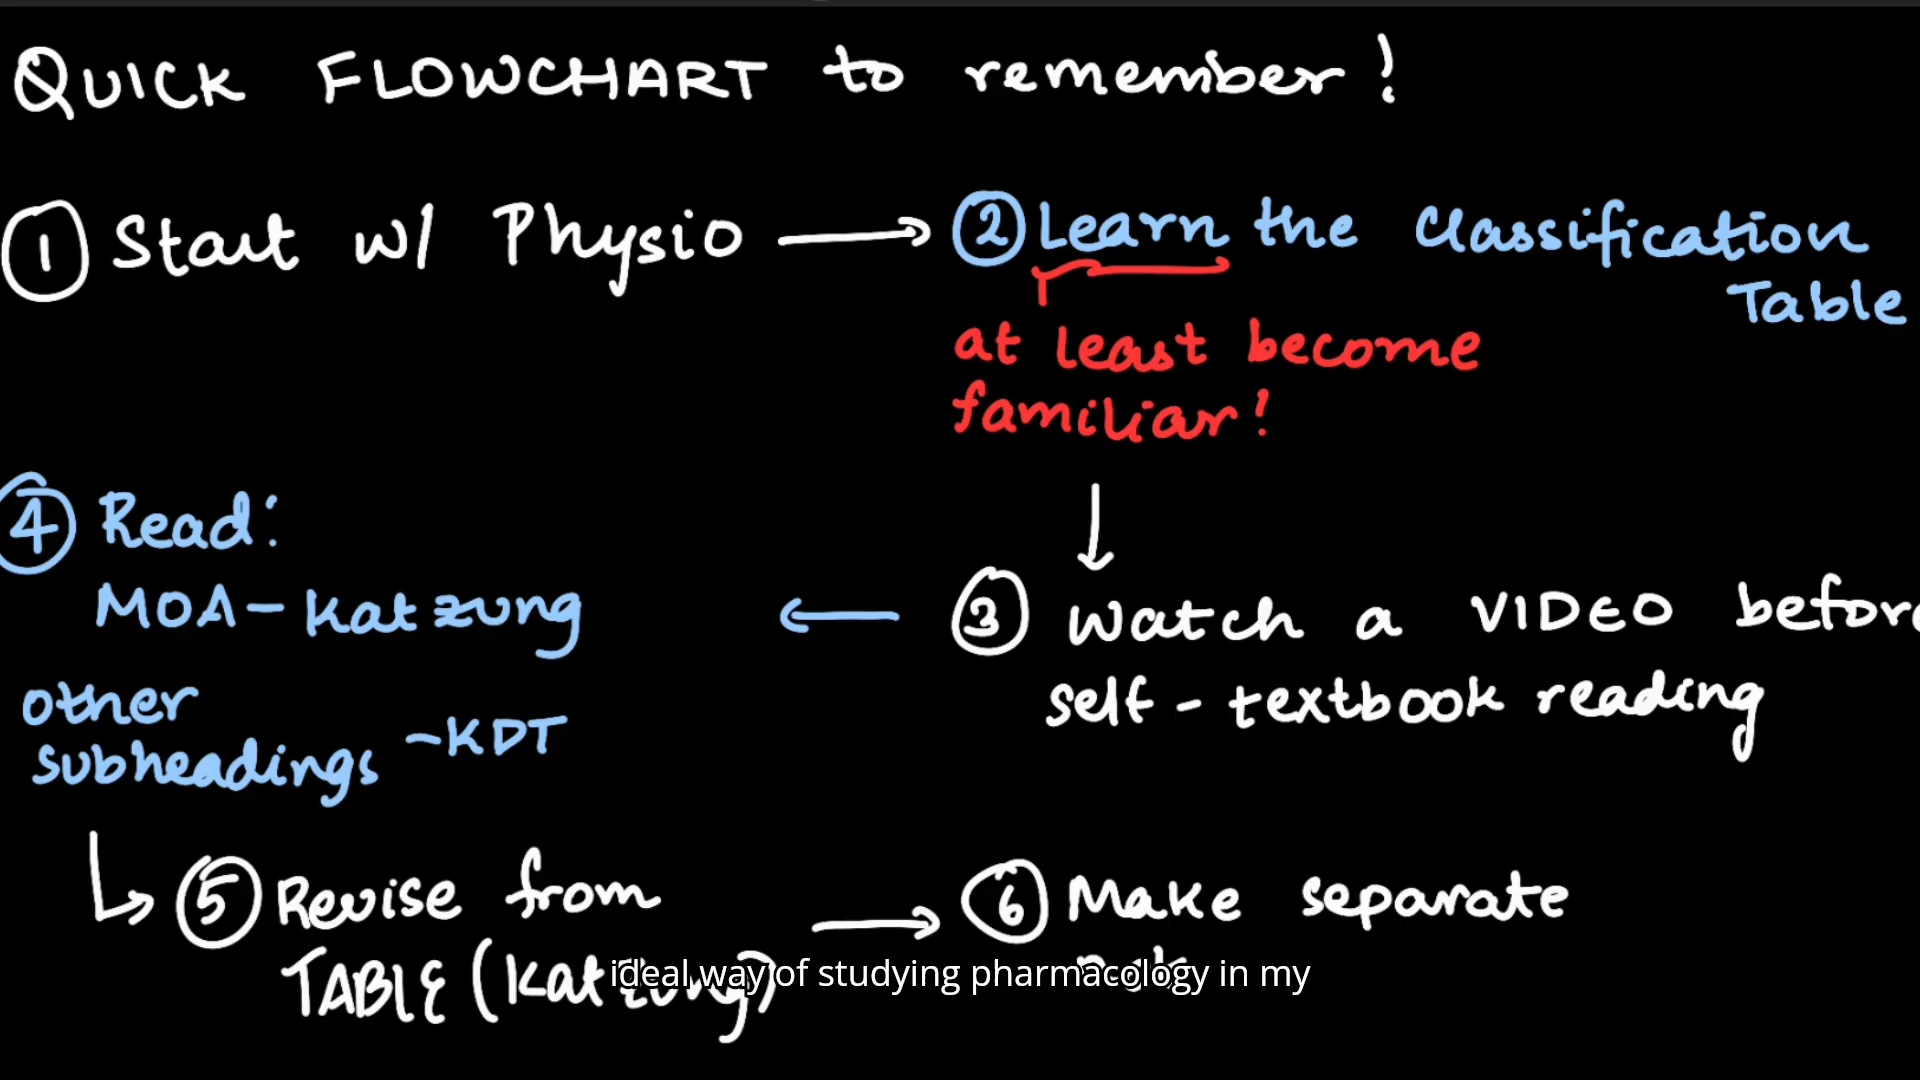 QUICK FLOWCHART to remember!
① Start w/ Physio → ② Learn the Classification
Table
at least become
familiar!
↓
③ Watch a VIDEO before
self - textbook reading
←
④ Read:
MOA - Katzung
other
subheadings - KDT
⑤ Revise from
TABLE (Katzung)
→ ⑥ Make separate
ideal way of studying pharmacology in my